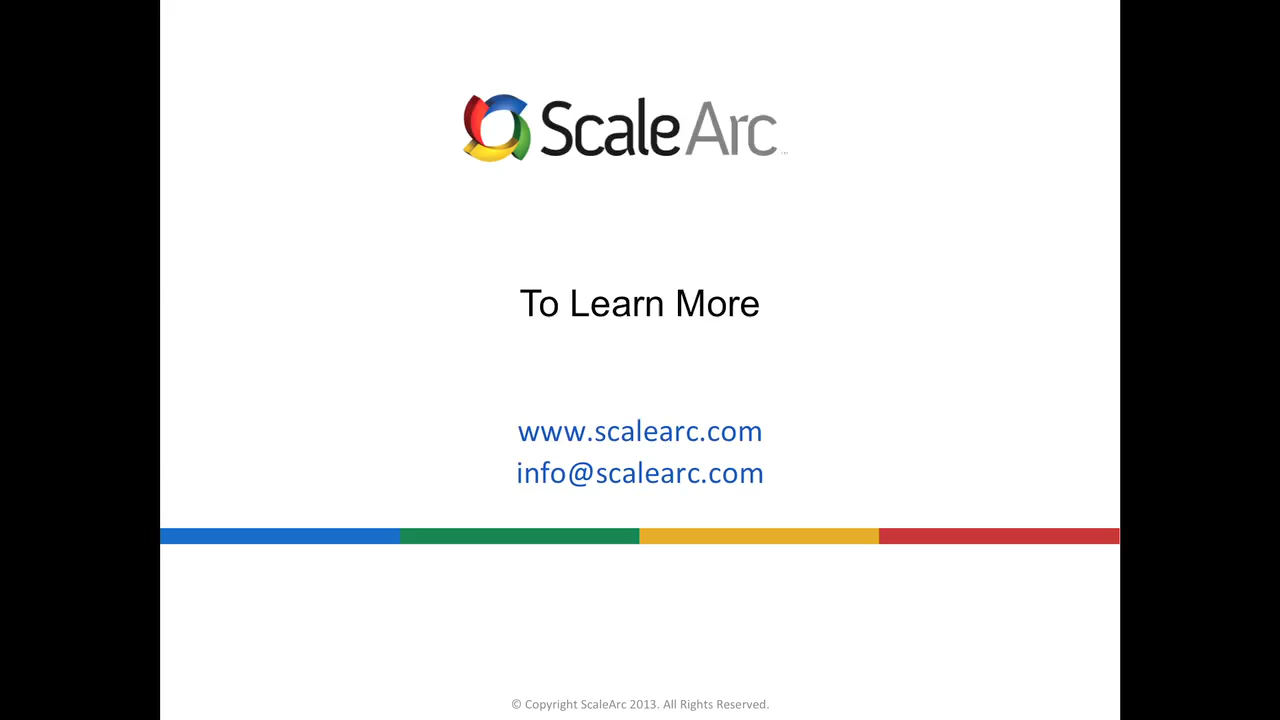 ScaleArc
To Learn More
www.scalearc.com
info@scalearc.com
© Copyright ScaleArc 2013. All Rights Reserved.